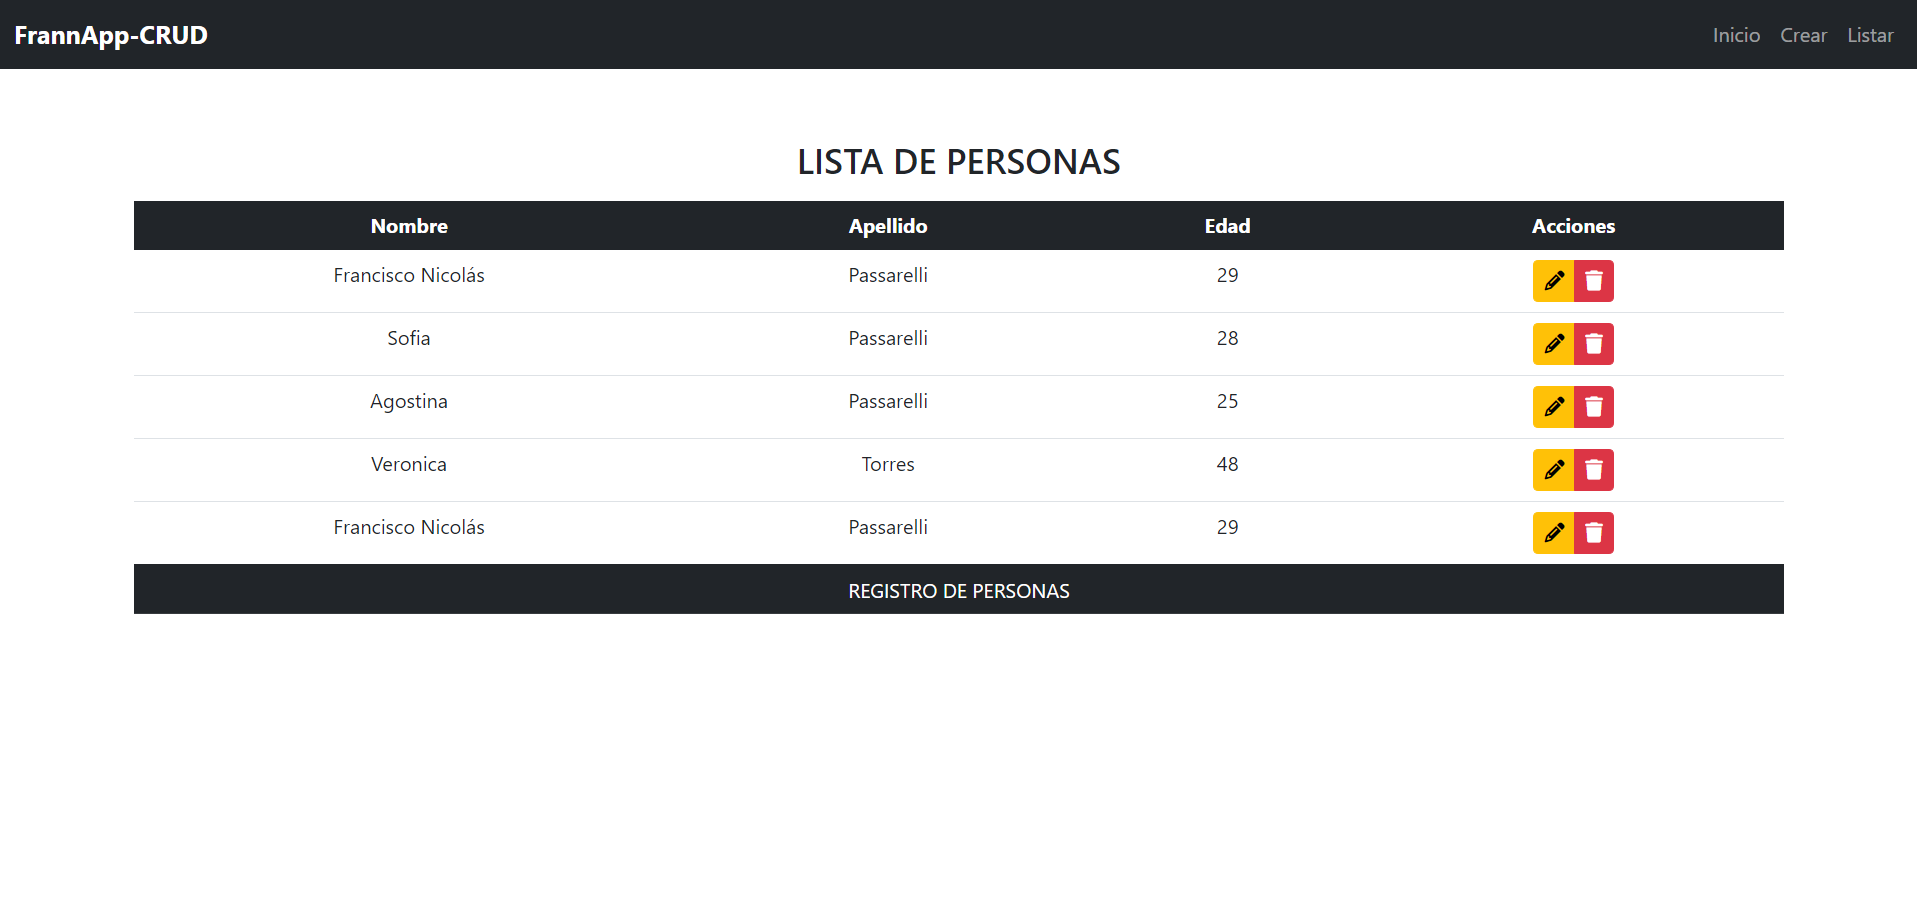 FrannApp-CRUD Inicio Crear Listar
LISTA DE PERSONAS
Nombre Apellido Edad Acciones
Francisco Nicolás Passarelli 29
Sofia Passarelli 28
Agostina Passarelli 25
Veronica Torres 48
Francisco Nicolás Passarelli 29
REGISTRO DE PERSONAS